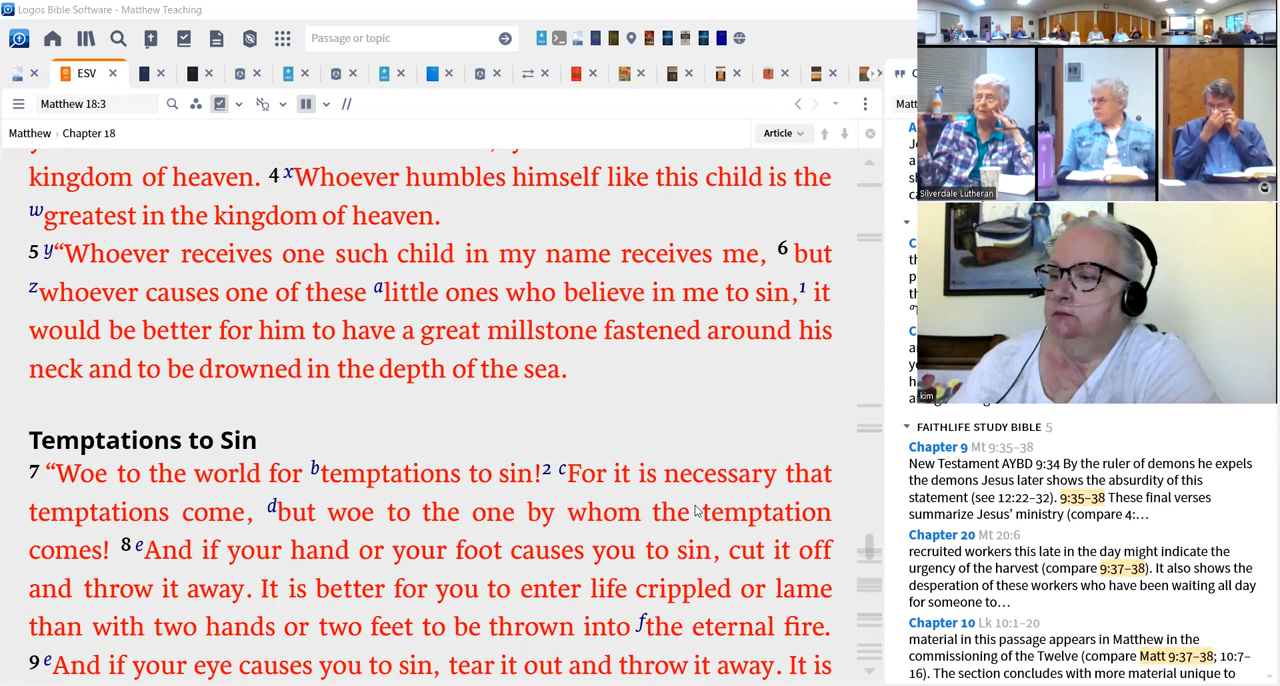 Logos Bible Software - Matthew Teaching
Passage or topic
ESV
Matthew 18:3
Matthew › Chapter 18
Article
kingdom of heaven. 4 xWhoever humbles himself like this child is the
wgreatest in the kingdom of heaven.
5 y“Whoever receives one such child in my name receives me, 6 but
zwhoever causes one of these alittle ones who believe in me to sin,1 it
would be better for him to have a great millstone fastened around his
neck and to be drowned in the depth of the sea.
Temptations to Sin
7 “Woe to the world for btemptations to sin!2 cFor it is necessary that
temptations come, dbut woe to the one by whom the temptation
comes! 8 eAnd if your hand or your foot causes you to sin, cut it off
and throw it away. It is better for you to enter life crippled or lame
than with two hands or two feet to be thrown into fthe eternal fire.
9 eAnd if your eye causes you to sin, tear it out and throw it away. It is
Silverdale Lutheran
kim
FAITHLIFE STUDY BIBLE 5
Chapter 9 Mt 9:35–38
New Testament AYBD 9:34 By the ruler of demons he expels
the demons Jesus later shows the absurdity of this
statement (see 12:22–32). 9:35–38 These final verses
summarize Jesus’ ministry (compare 4:…
Chapter 20 Mt 20:6
recruited workers this late in the day might indicate the
urgency of the harvest (compare 9:37–38). It also shows the
desperation of these workers who have been waiting all day
for someone to…
Chapter 10 Lk 10:1–20
material in this passage appears in Matthew in the
commissioning of the Twelve (compare Matt 9:37–38; 10:7–
16). The section concludes with more material unique to